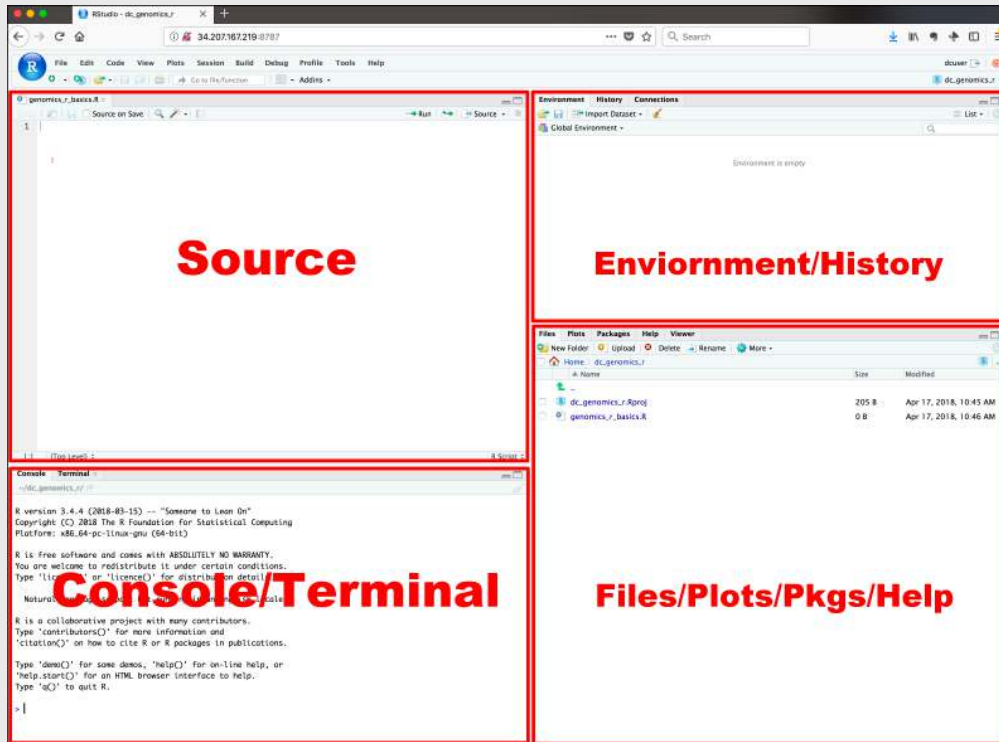 RStudio - dc_genomics_r
34.207.167.219:8787
Search
File Edit Code View Plots Session Build Debug Profile Tools Help
dcuser
Go to file/function
Addins
dc_genomics_r
genomics_r_basics.R
Source on Save
Run
Source
1
Source
1:1 (Top Level)
R Script
Environment History Connections
Import Dataset
List
Global Environment
Environment is empty
Enviornment/History
Console Terminal
~/dc_genomics_r/
R version 3.4.4 (2018-03-15) -- "Someone to Lean On"
Copyright (C) 2018 The R Foundation for Statistical Computing
Platform: x86_64-pc-linux-gnu (64-bit)
R is free software and comes with ABSOLUTELY NO WARRANTY.
You are welcome to redistribute it under certain conditions.
Type 'license()' or 'licence()' for distribution detail
Natural
R is a collaborative project with many contributors.
Type 'contributors()' for more information and
'citation()' on how to cite R or R packages in publications.
Type 'demo()' for some demos, 'help()' for on-line help, or
'help.start()' for an HTML browser interface to help.
Type 'q()' to quit R.
>
Console/Terminal
Files Plots Packages Help Viewer
New Folder Upload Delete Rename More
Home dc_genomics_r
Name Size Modified
..
dc_genomics_r.Rproj 205 B Apr 17, 2018, 10:45 AM
genomics_r_basics.R 0 B Apr 17, 2018, 10:46 AM
Files/Plots/Pkgs/Help